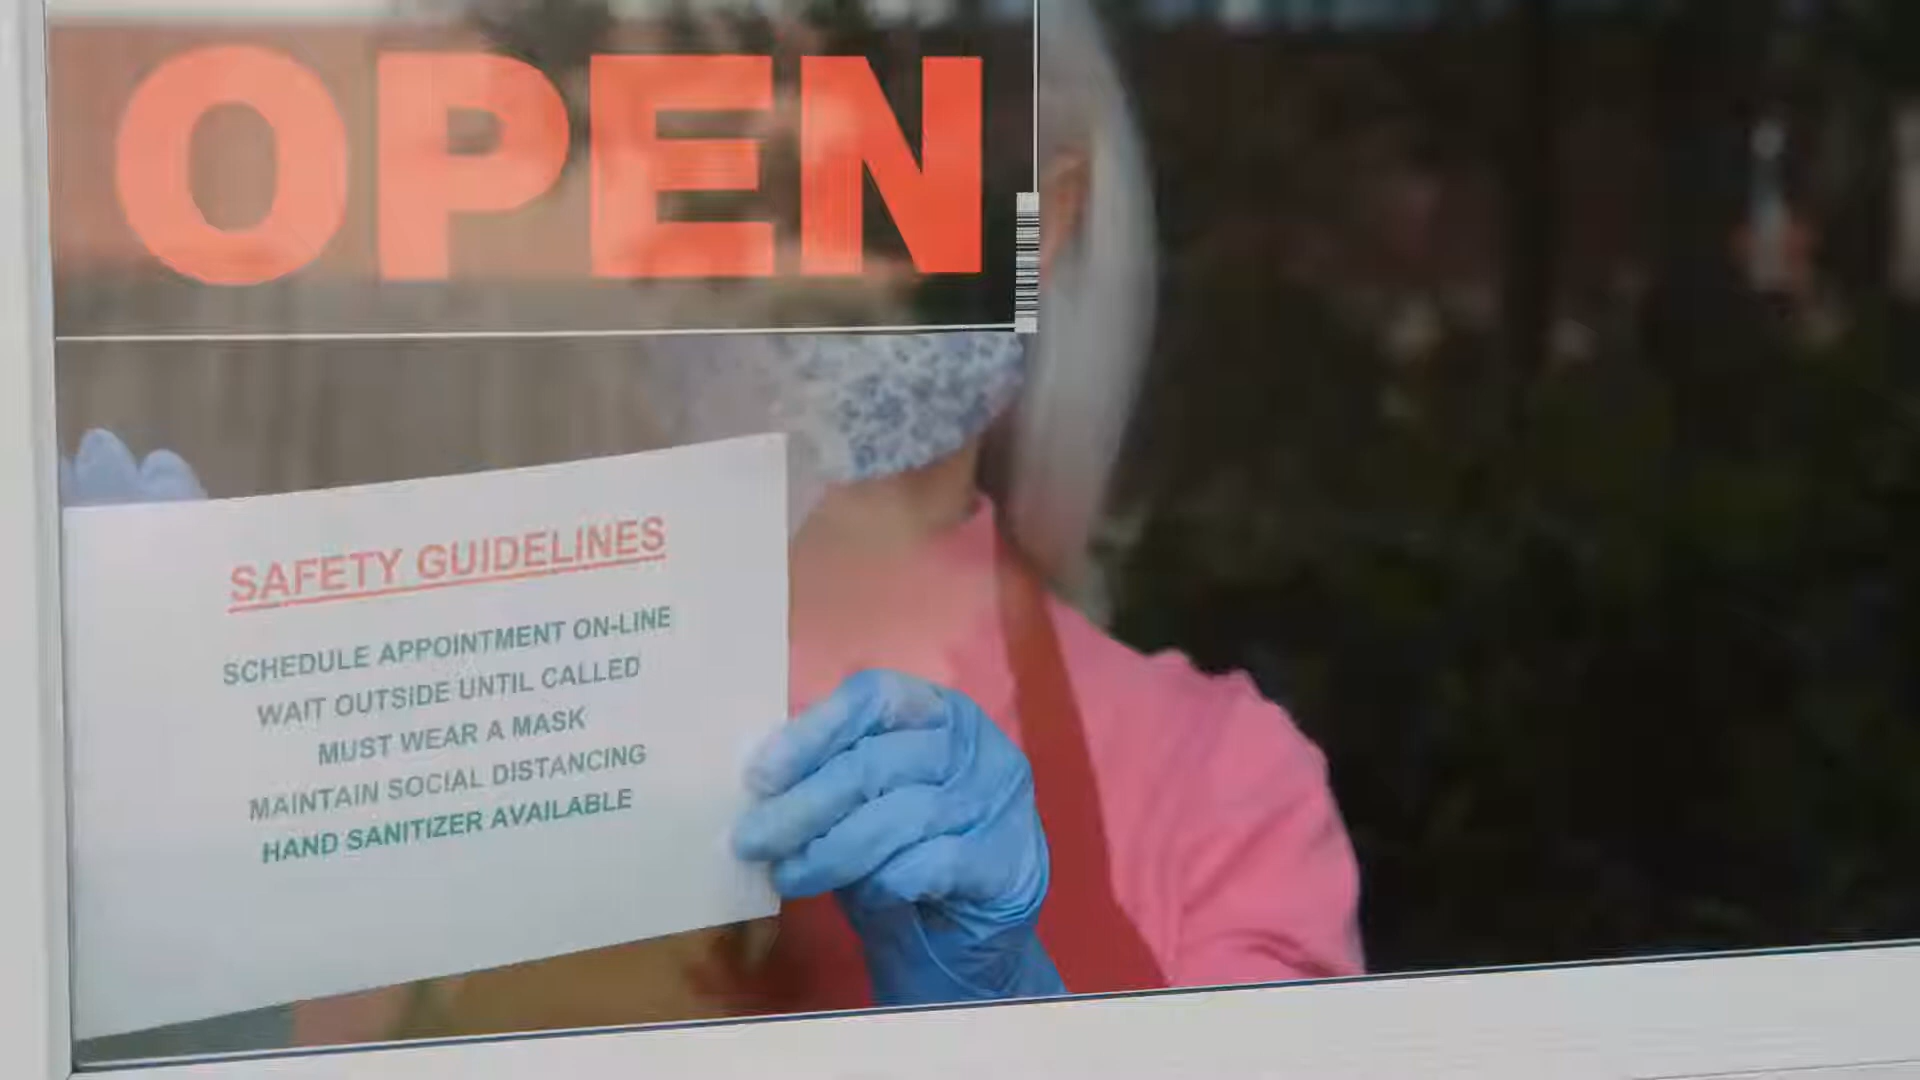 OPEN
SAFETY GUIDELINES
SCHEDULE APPOINTMENT ON-LINE
WAIT OUTSIDE UNTIL CALLED
MUST WEAR A MASK
MAINTAIN SOCIAL DISTANCING
HAND SANITIZER AVAILABLE